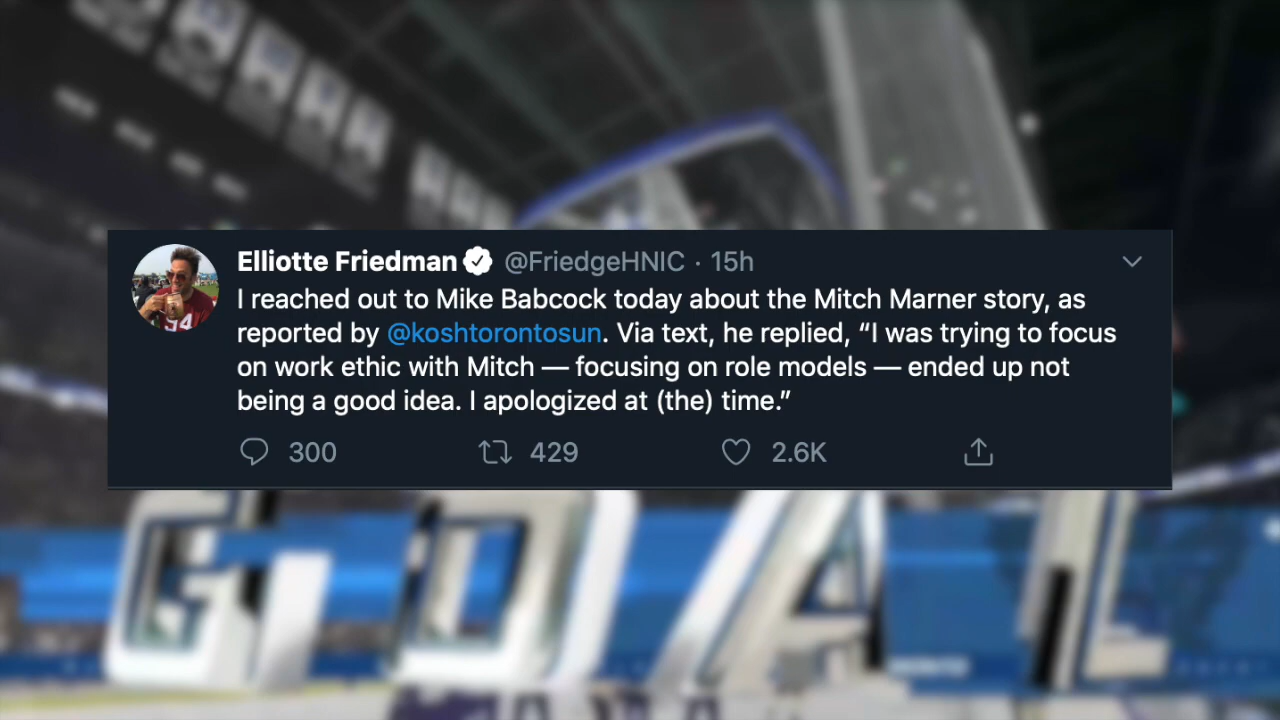 Elliotte Friedman @FriedgeHNIC · 15h
I reached out to Mike Babcock today about the Mitch Marner story, as
reported by @koshtorontosun. Via text, he replied, “I was trying to focus
on work ethic with Mitch — focusing on role models — ended up not
being a good idea. I apologized at (the) time.”
300 429 2.6K
94
GOAL